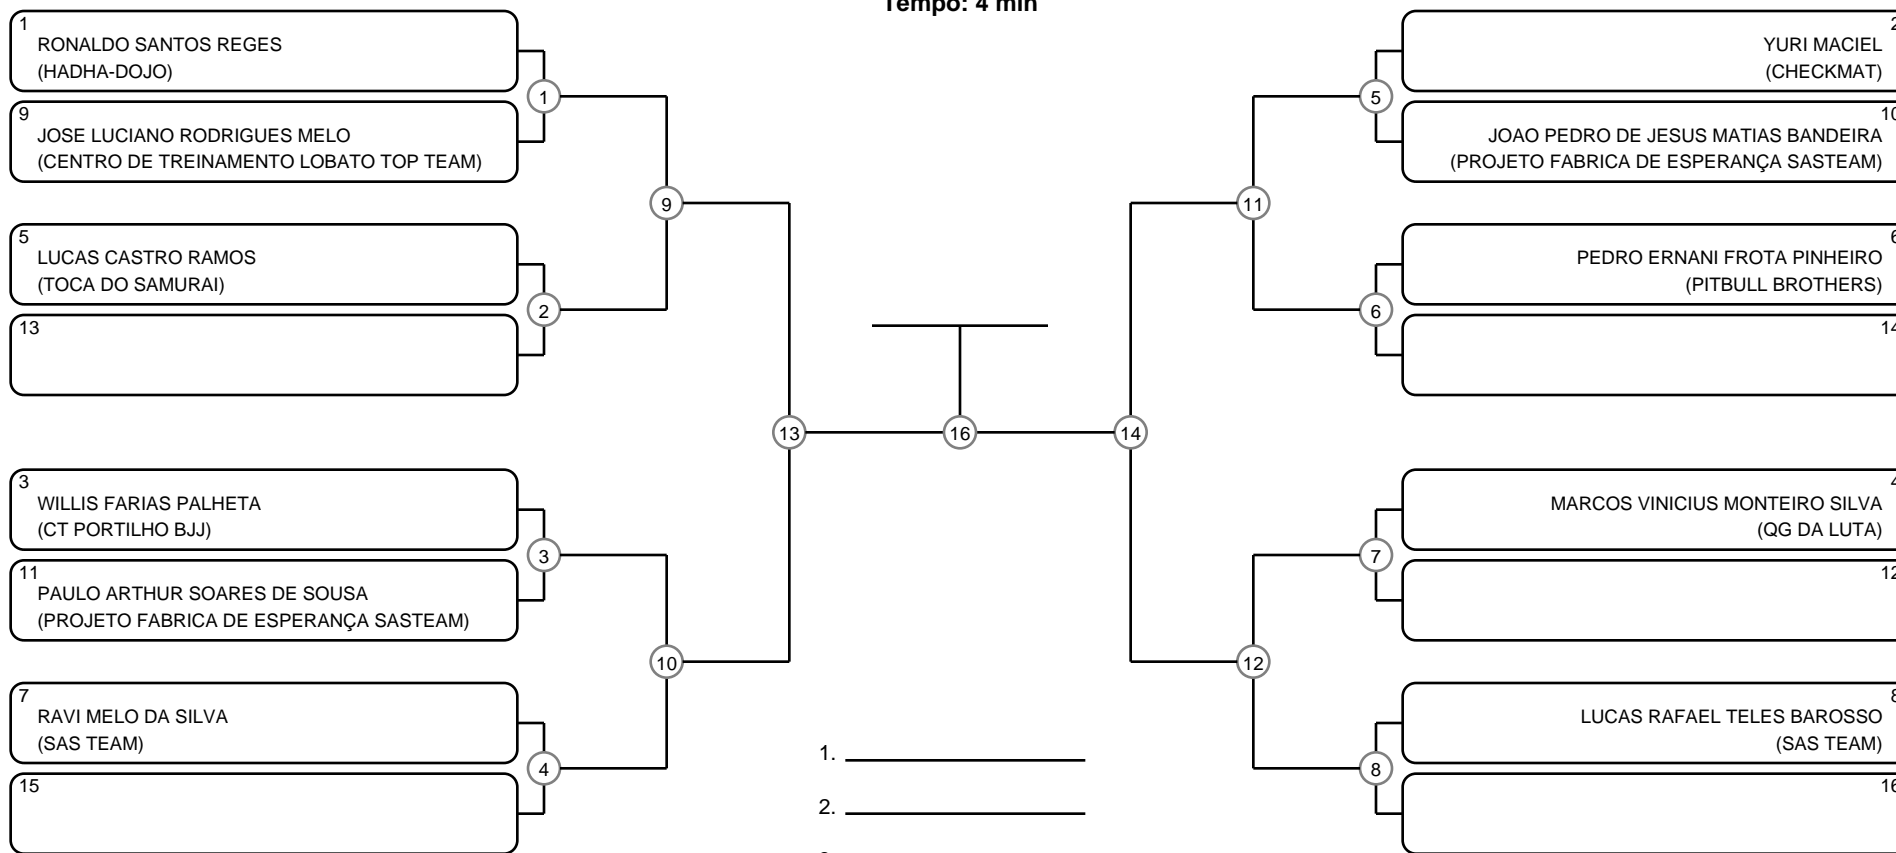 Tempo: 4 min
1
RONALDO SANTOS REGES
(HADHA-DOJO)
9
JOSE LUCIANO RODRIGUES MELO
(CENTRO DE TREINAMENTO LOBATO TOP TEAM)
5
LUCAS CASTRO RAMOS
(TOCA DO SAMURAI)
13
3
WILLIS FARIAS PALHETA
(CT PORTILHO BJJ)
11
PAULO ARTHUR SOARES DE SOUSA
(PROJETO FABRICA DE ESPERANÇA SASTEAM)
7
RAVI MELO DA SILVA
(SAS TEAM)
15
1
2
3
4
9
10
13
16
14
11
12
5
6
7
8
2
YURI MACIEL
(CHECKMAT)
10
JOAO PEDRO DE JESUS MATIAS BANDEIRA
(PROJETO FABRICA DE ESPERANÇA SASTEAM)
6
PEDRO ERNANI FROTA PINHEIRO
(PITBULL BROTHERS)
14
4
MARCOS VINICIUS MONTEIRO SILVA
(QG DA LUTA)
12
8
LUCAS RAFAEL TELES BAROSSO
(SAS TEAM)
16
1.
2.